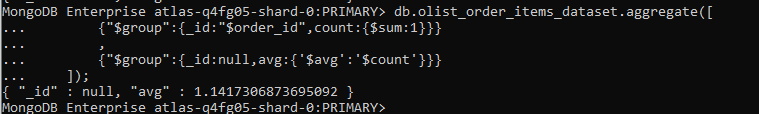 MongoDB Enterprise atlas-q4fg05-shard-0:PRIMARY> db.olist_order_items_dataset.aggregate([
...     {"$group":{_id:"$order_id",count:{$sum:1}}}
...     ,
...     {"$group":{_id:null,avg:{'$avg':'$count'}}}
...   ]);
{ "_id" : null, "avg" : 1.1417306873695092 }
MongoDB Enterprise atlas-q4fg05-shard-0:PRIMARY>